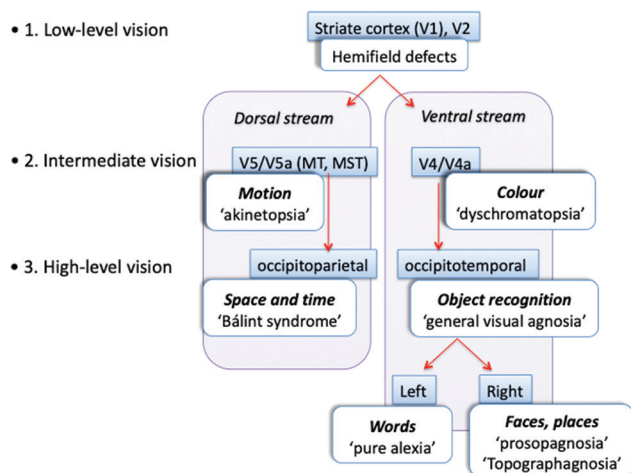 • 1. Low-level vision
Striate cortex (V1), V2
Hemifield defects
Dorsal stream
Ventral stream
• 2. Intermediate vision
V5/V5a (MT, MST)
V4/V4a
Motion
‘akinetopsia’
Colour
‘dyschromatopsia’
• 3. High-level vision
occipitoparietal
occipitotemporal
Space and time
‘Bálint syndrome’
Object recognition
‘general visual agnosia’
Left
Right
Words
‘pure alexia’
Faces, places
‘prosopagnosia’
‘Topographagnosia’